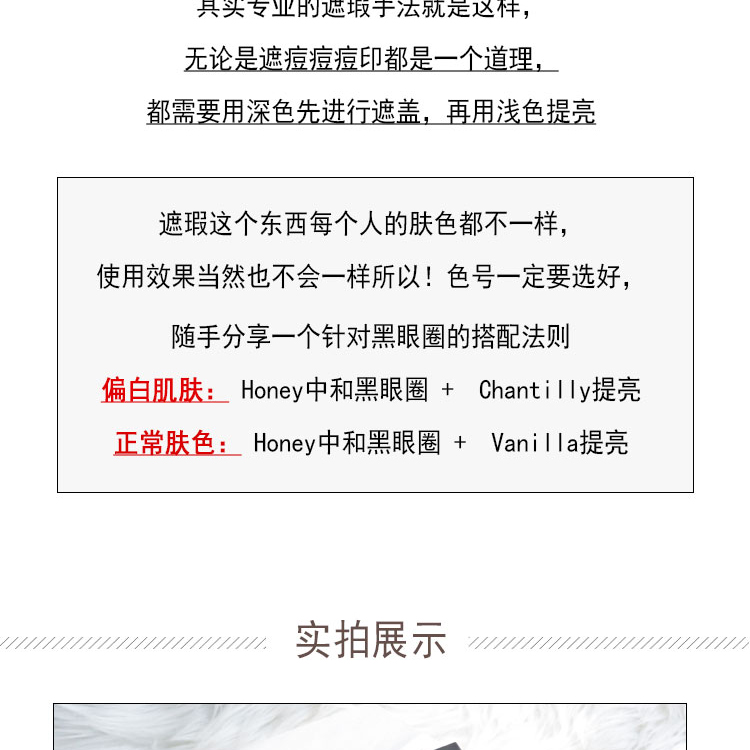 其实专业的遮瑕手法就是这样，
无论是遮痘痘痘印都是一个道理，
都需要用深色先进行遮盖，再用浅色提亮
遮瑕这个东西每个人的肤色都不一样，
使用效果当然也不会一样所以！色号一定要选好，
随手分享一个针对黑眼圈的搭配法则
偏白肌肤： Honey中和黑眼圈 + Chantilly提亮
正常肤色： Honey中和黑眼圈 + Vanilla提亮
实拍展示